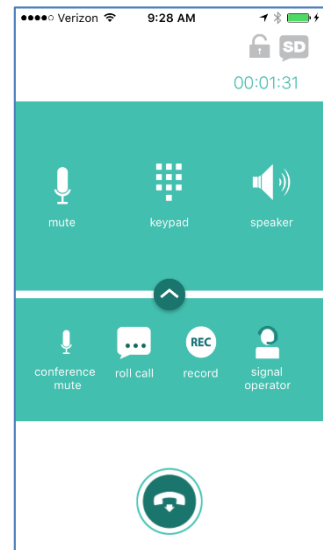 Verizon 9:28 AM
SD
00:01:31
mute keypad speaker
REC
conference mute roll call record signal operator